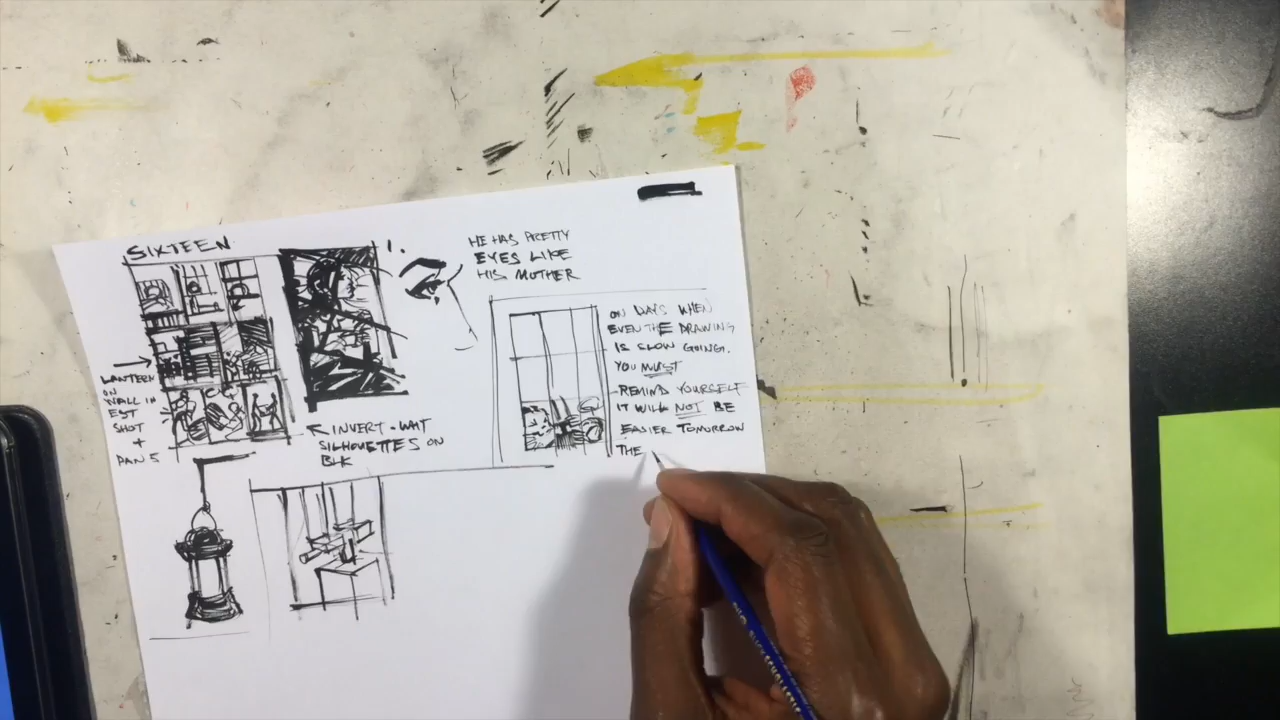 SIXTEEN
1.
HE HAS PRETTY
EYES LIKE
HIS MOTHER
LANTERN
ON
WALL IN
EST
SHOT
+
PAN 5
INVERT - WAIT
SILHOUETTES ON
BLK
ON DAYS WHEN
EVEN THE DRAWING
IS SLOW GOING.
YOU MUST
REMIND YOURSELF
IT WILL NOT BE
EASIER TOMORROW
THE